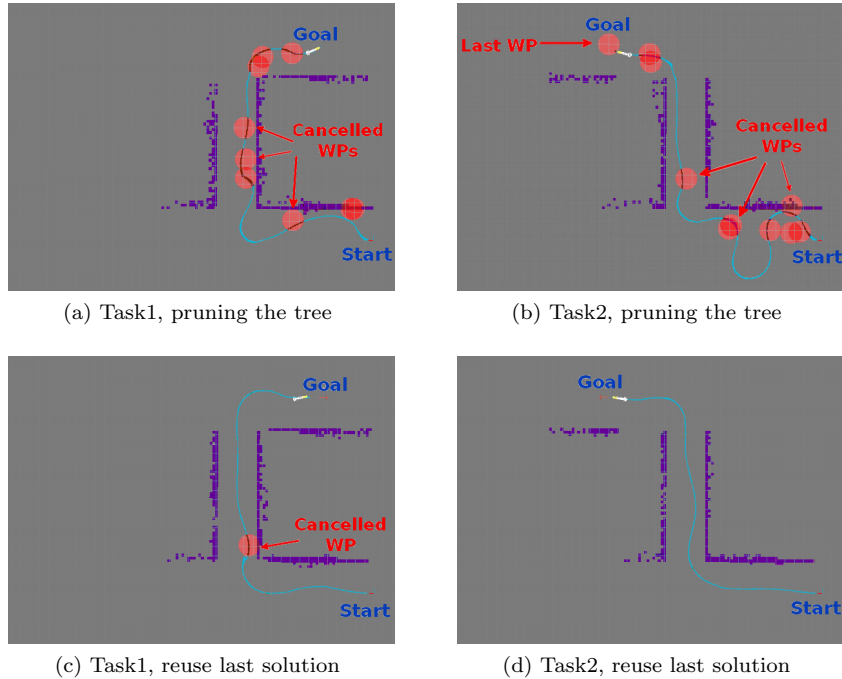 Goal
Cancelled
WPs
Start
(a) Task1, pruning the tree
Goal
Last WP
Cancelled
WPs
Start
(b) Task2, pruning the tree
Goal
Cancelled
WP
Start
(c) Task1, reuse last solution
Goal
Start
(d) Task2, reuse last solution